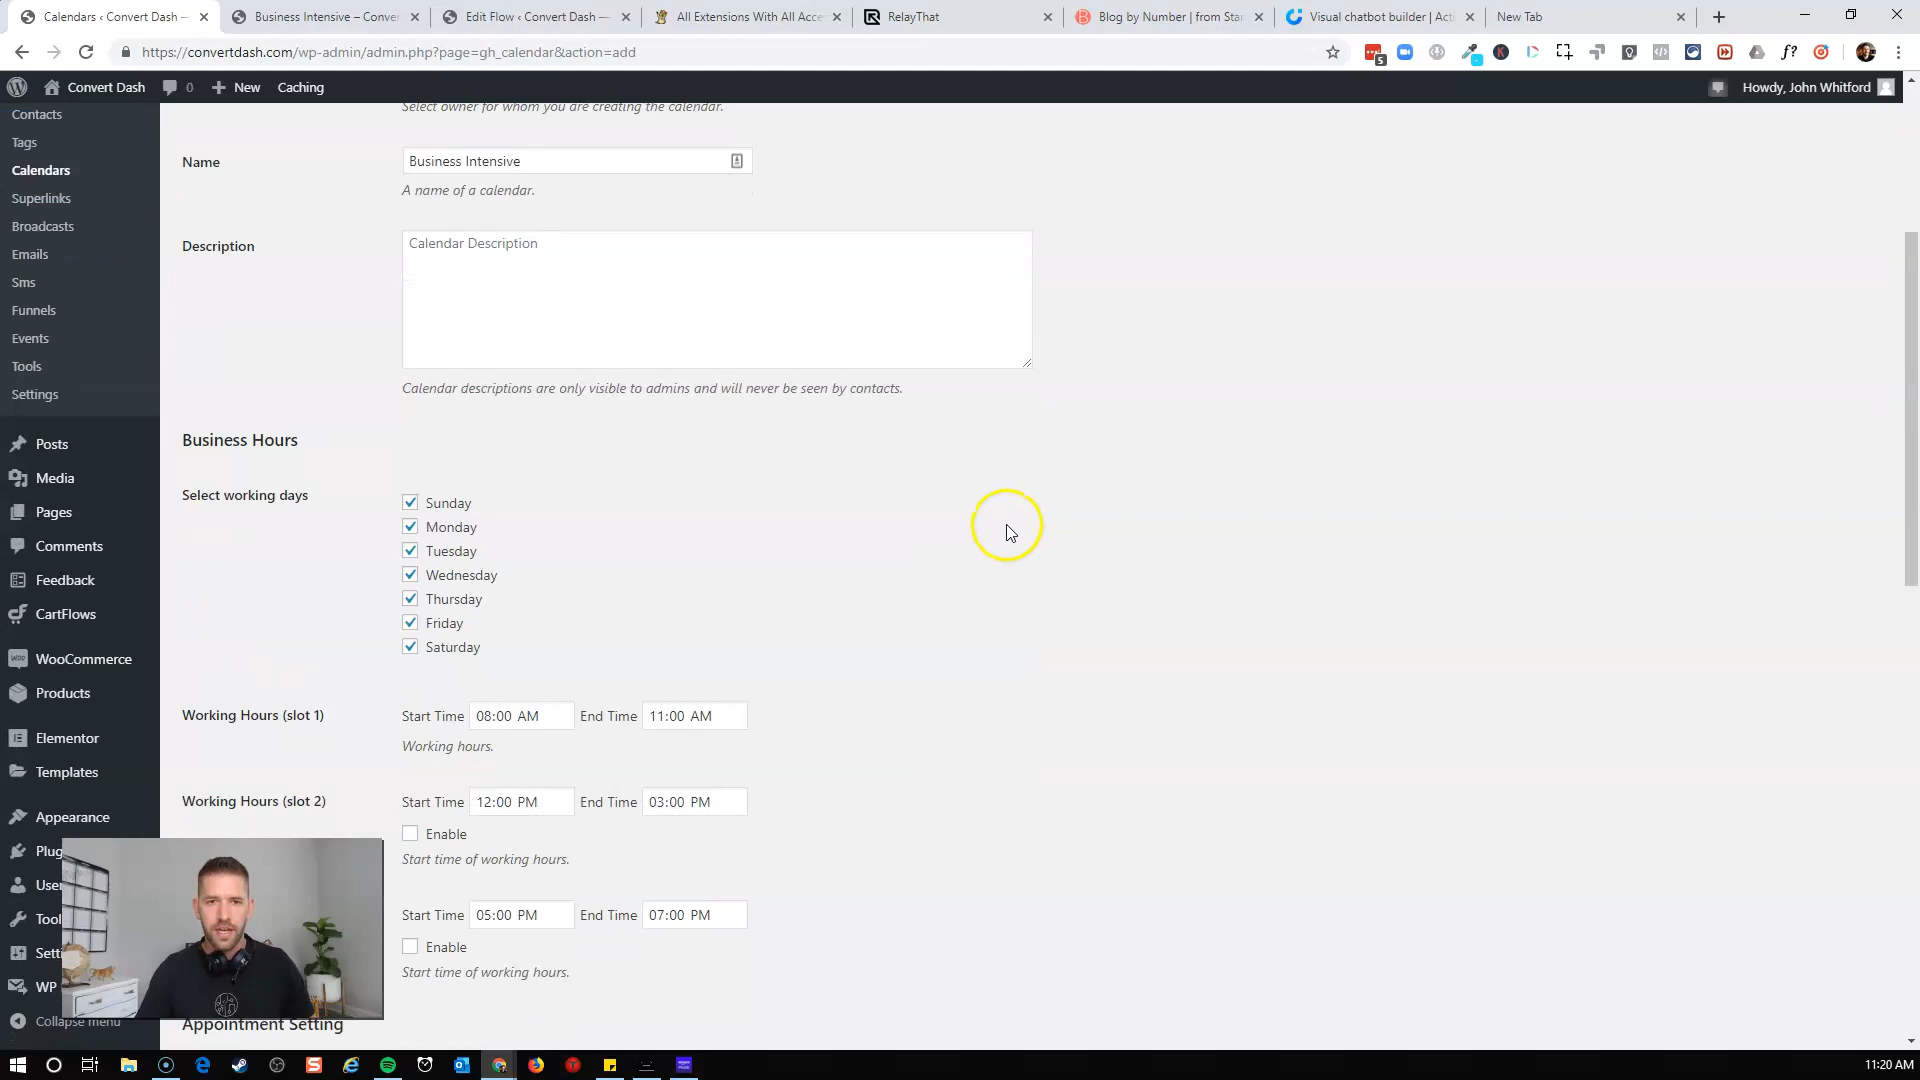 Calendars ‹ Convert Dash —
Business Intensive – Conver
Edit Flow ‹ Convert Dash —
All Extensions With All Acce
RelayThat
Blog by Number | from Star
Visual chatbot builder | Acti
New Tab
https://convertdash.com/wp-admin/admin.php?page=gh_calendar&action=add
Convert Dash
0
New
Caching
Howdy, John Whitford
Contacts
Tags
Calendars
Superlinks
Broadcasts
Emails
Sms
Funnels
Events
Tools
Settings
Posts
Media
Pages
Comments
Feedback
CartFlows
WooCommerce
Products
Elementor
Templates
Appearance
Plug
User
Tool
Setti
WP
Collapse menu
Select owner for whom you are creating the calendar.
Name
Business Intensive
A name of a calendar.
Description
Calendar Description
Calendar descriptions are only visible to admins and will never be seen by contacts.
Business Hours
Select working days
Sunday
Monday
Tuesday
Wednesday
Thursday
Friday
Saturday
Working Hours (slot 1)
Start Time 08:00 AM End Time 11:00 AM
Working hours.
Working Hours (slot 2)
Start Time 12:00 PM End Time 03:00 PM
Enable
Start time of working hours.
Start Time 05:00 PM End Time 07:00 PM
Enable
Start time of working hours.
Appointment Setting
11:20 AM